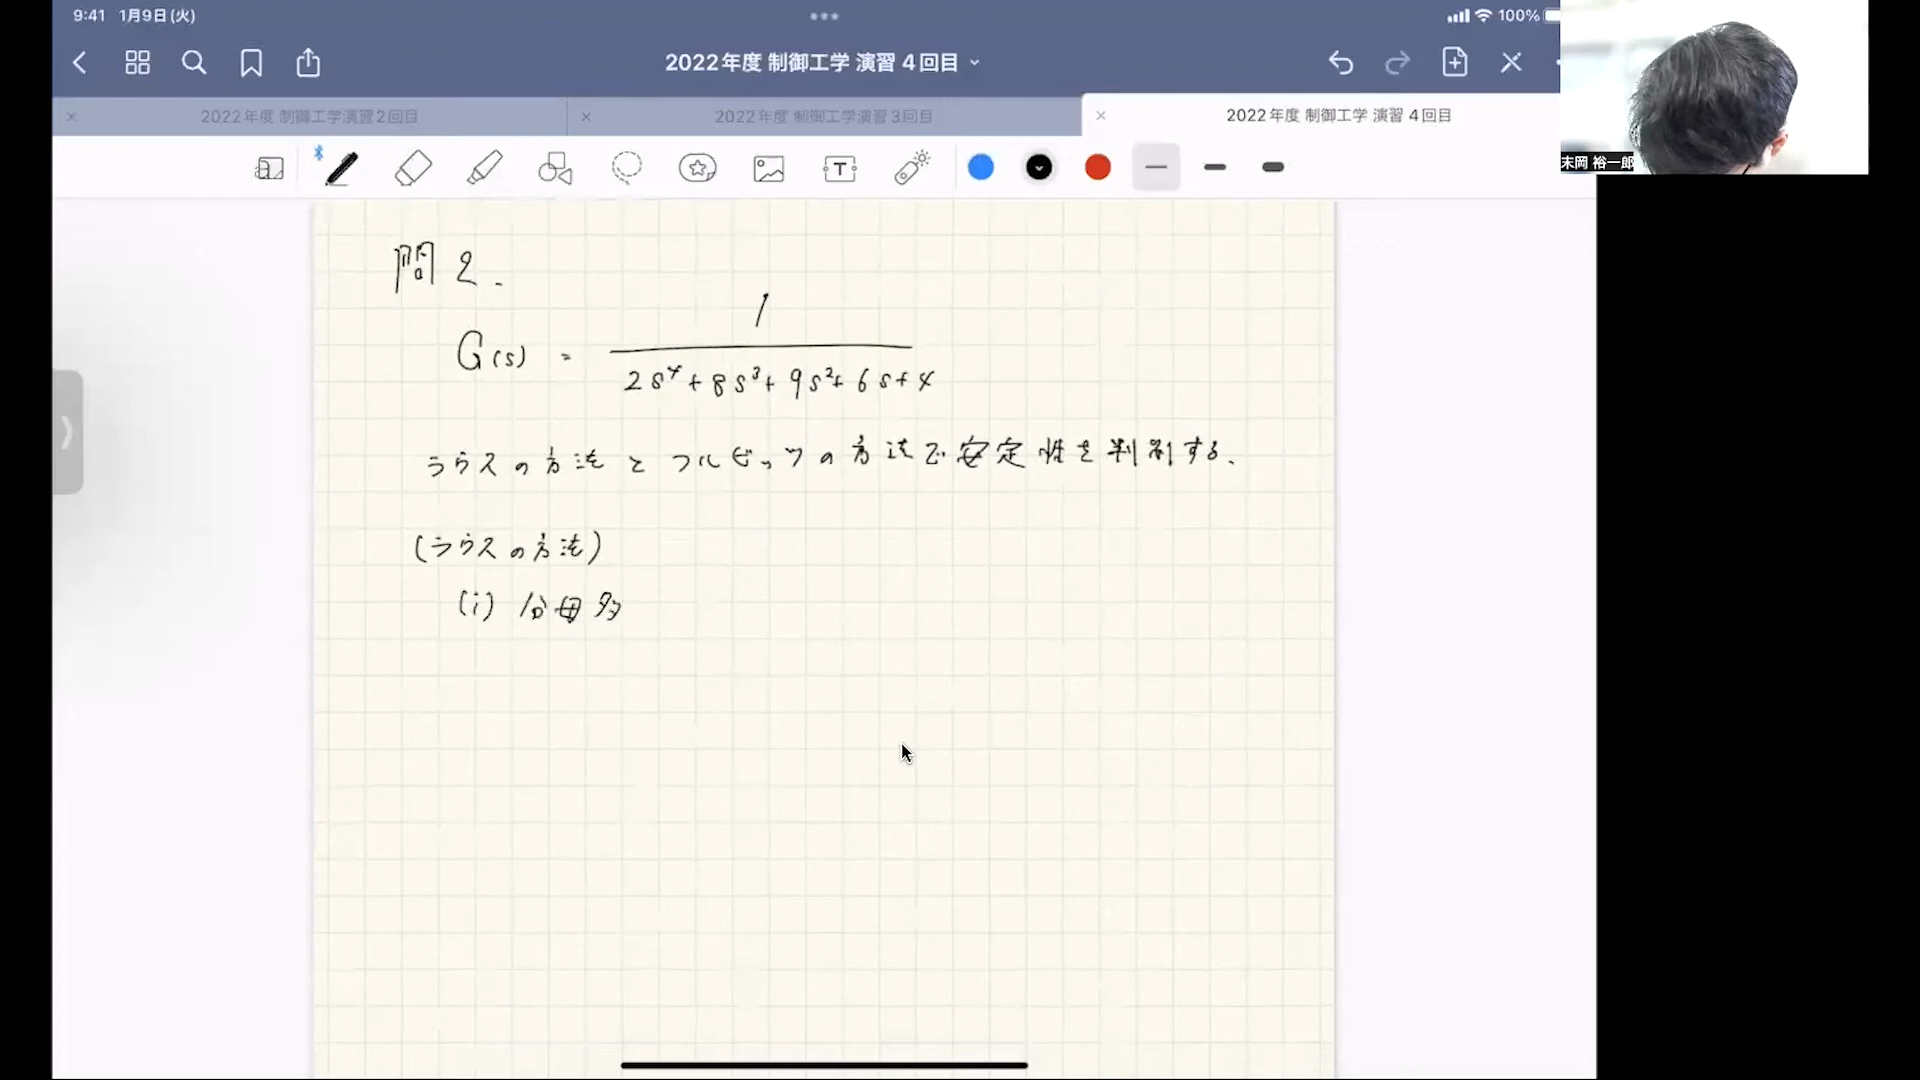 9:41 1月9日(火)
100%
2022年度 制御工学 演習 4回目
2022年度 制御工学演習2回目
2022年度 制御工学演習3回目
2022年度 制御工学 演習 4回目
末岡 裕一郎
問 2.
G(s) = 1 / (2s⁴+8s³+9s²+6s+4)
ラウスの方法とフルビッツの方法で安定性を判別する.
(ラウスの方法)
(i) 分母多